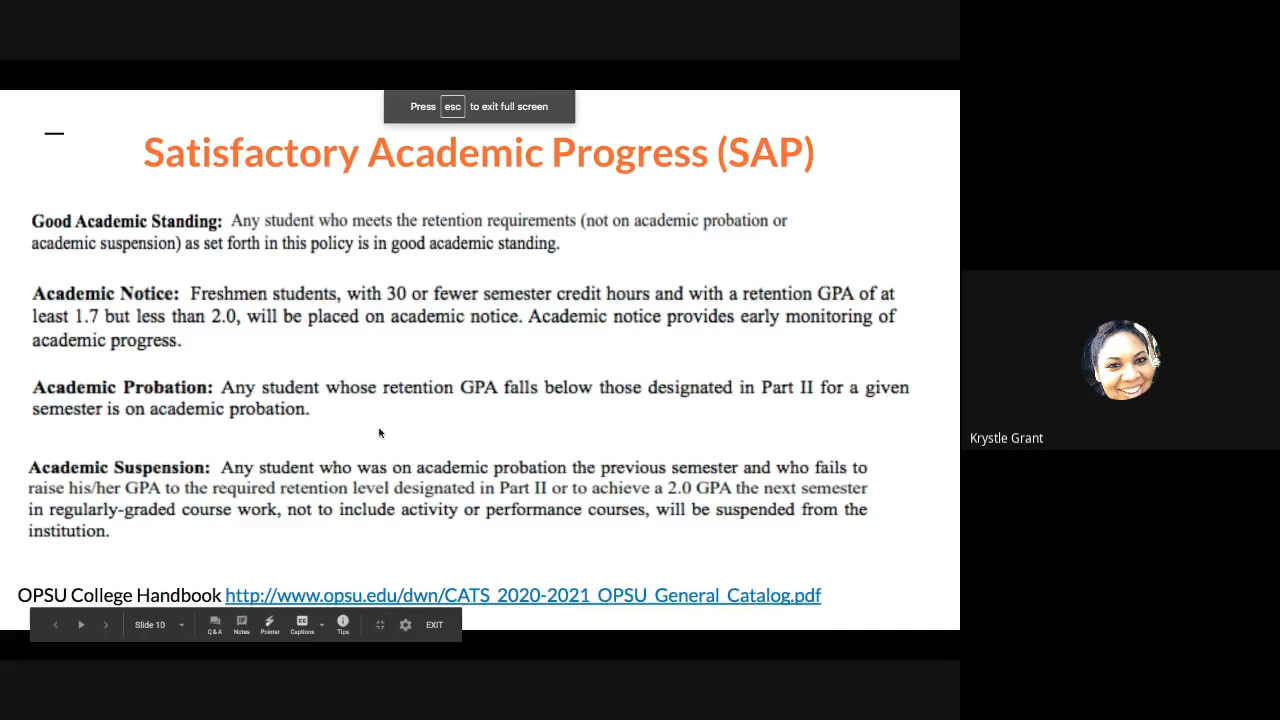 Press esc to exit full screen
Satisfactory Academic Progress (SAP)
Good Academic Standing: Any student who meets the retention requirements (not on academic probation or
academic suspension) as set forth in this policy is in good academic standing.
Academic Notice: Freshmen students, with 30 or fewer semester credit hours and with a retention GPA of at
least 1.7 but less than 2.0, will be placed on academic notice. Academic notice provides early monitoring of
academic progress.
Academic Probation: Any student whose retention GPA falls below those designated in Part II for a given
semester is on academic probation.
Krystle Grant
Academic Suspension: Any student who was on academic probation the previous semester and who fails to
raise his/her GPA to the required retention level designated in Part II or to achieve a 2.0 GPA the next semester
in regularly-graded course work, not to include activity or performance courses, will be suspended from the
institution.
OPSU College Handbook http://www.opsu.edu/dwn/CATS_2020-2021_OPSU_General_Catalog.pdf
Slide 10 Q&A Notes Pointer Captions Tips EXIT